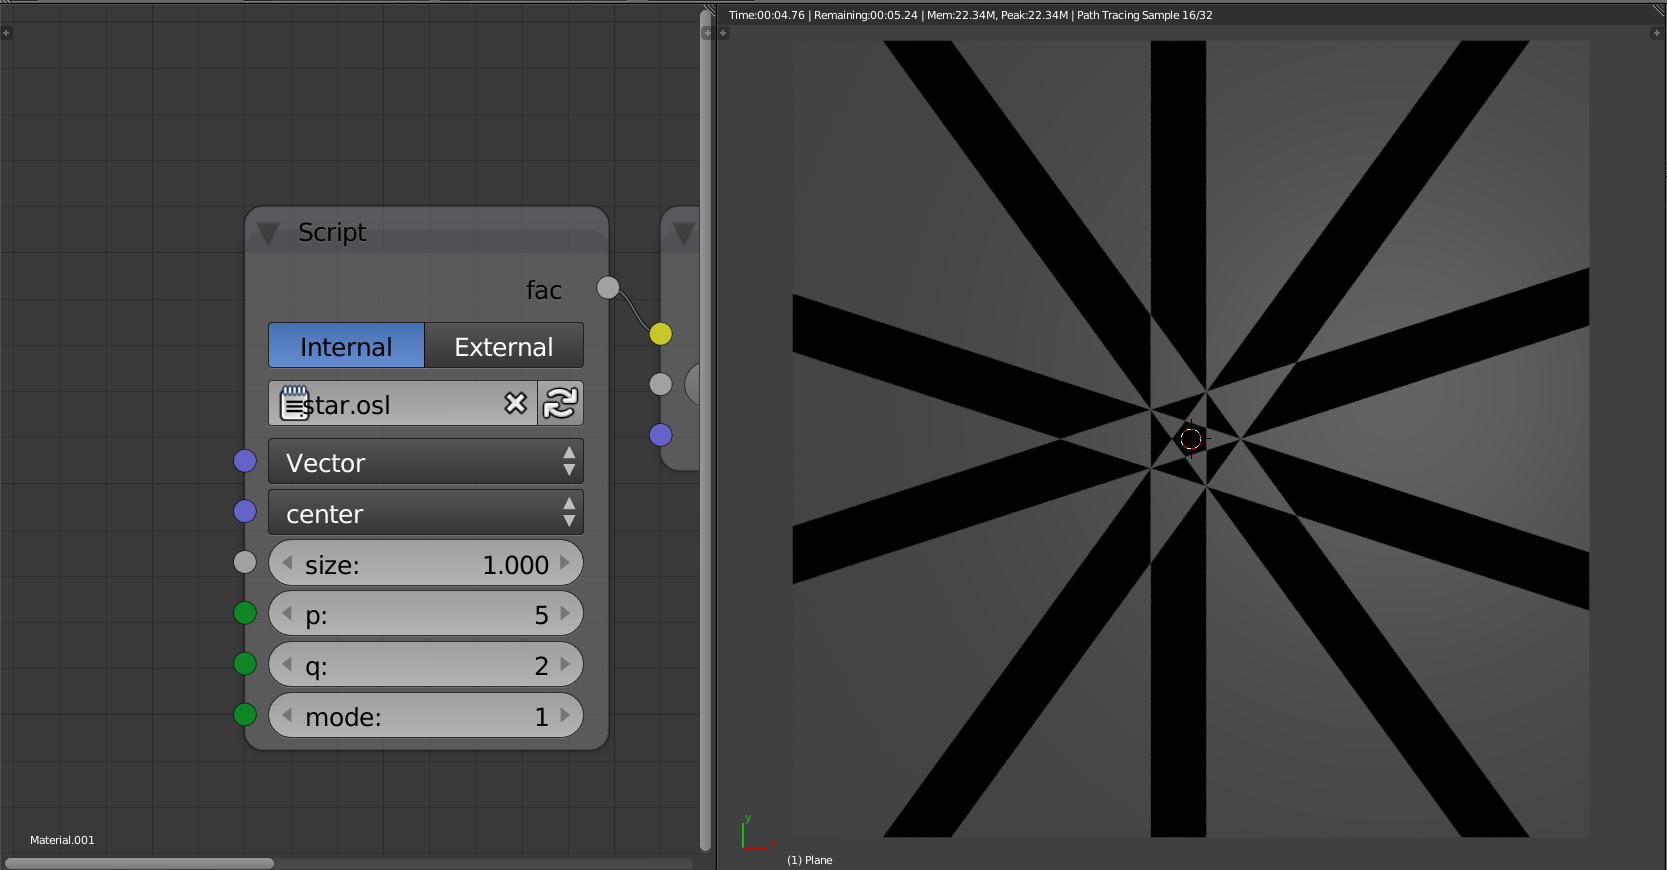 Time:00:04.76 | Remaining:00:05.24 | Mem:22.34M, Peak:22.34M | Path Tracing Sample 16/32
Script
fac
Internal External
star.osl
Vector
center
size: 1.000
p: 5
q: 2
mode: 1
Material.001
y
x
(1) Plane